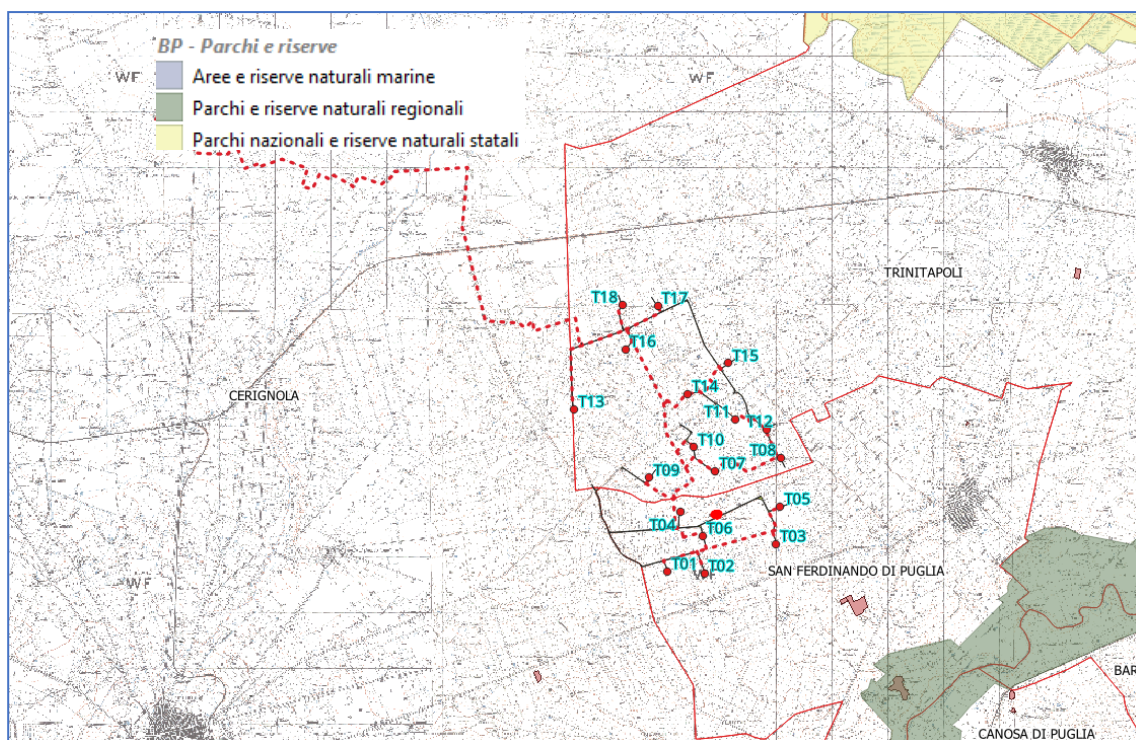 BP - Parchi e riserve
WF
WF
Aree e riserve naturali marine
Parchi e riserve naturali regionali
Parchi nazionali e riserve naturali statali
TRINITAPOLI
T18
T17
T16
T15
CERIGNOLA
T14
T13
T11
T12
T10
T08
T07
T09
T05
T04
T06
T03
WF
T01
T02
WF
SAN FERDINANDO DI PUGLIA
BAR
CANOSA DI PUGLIA